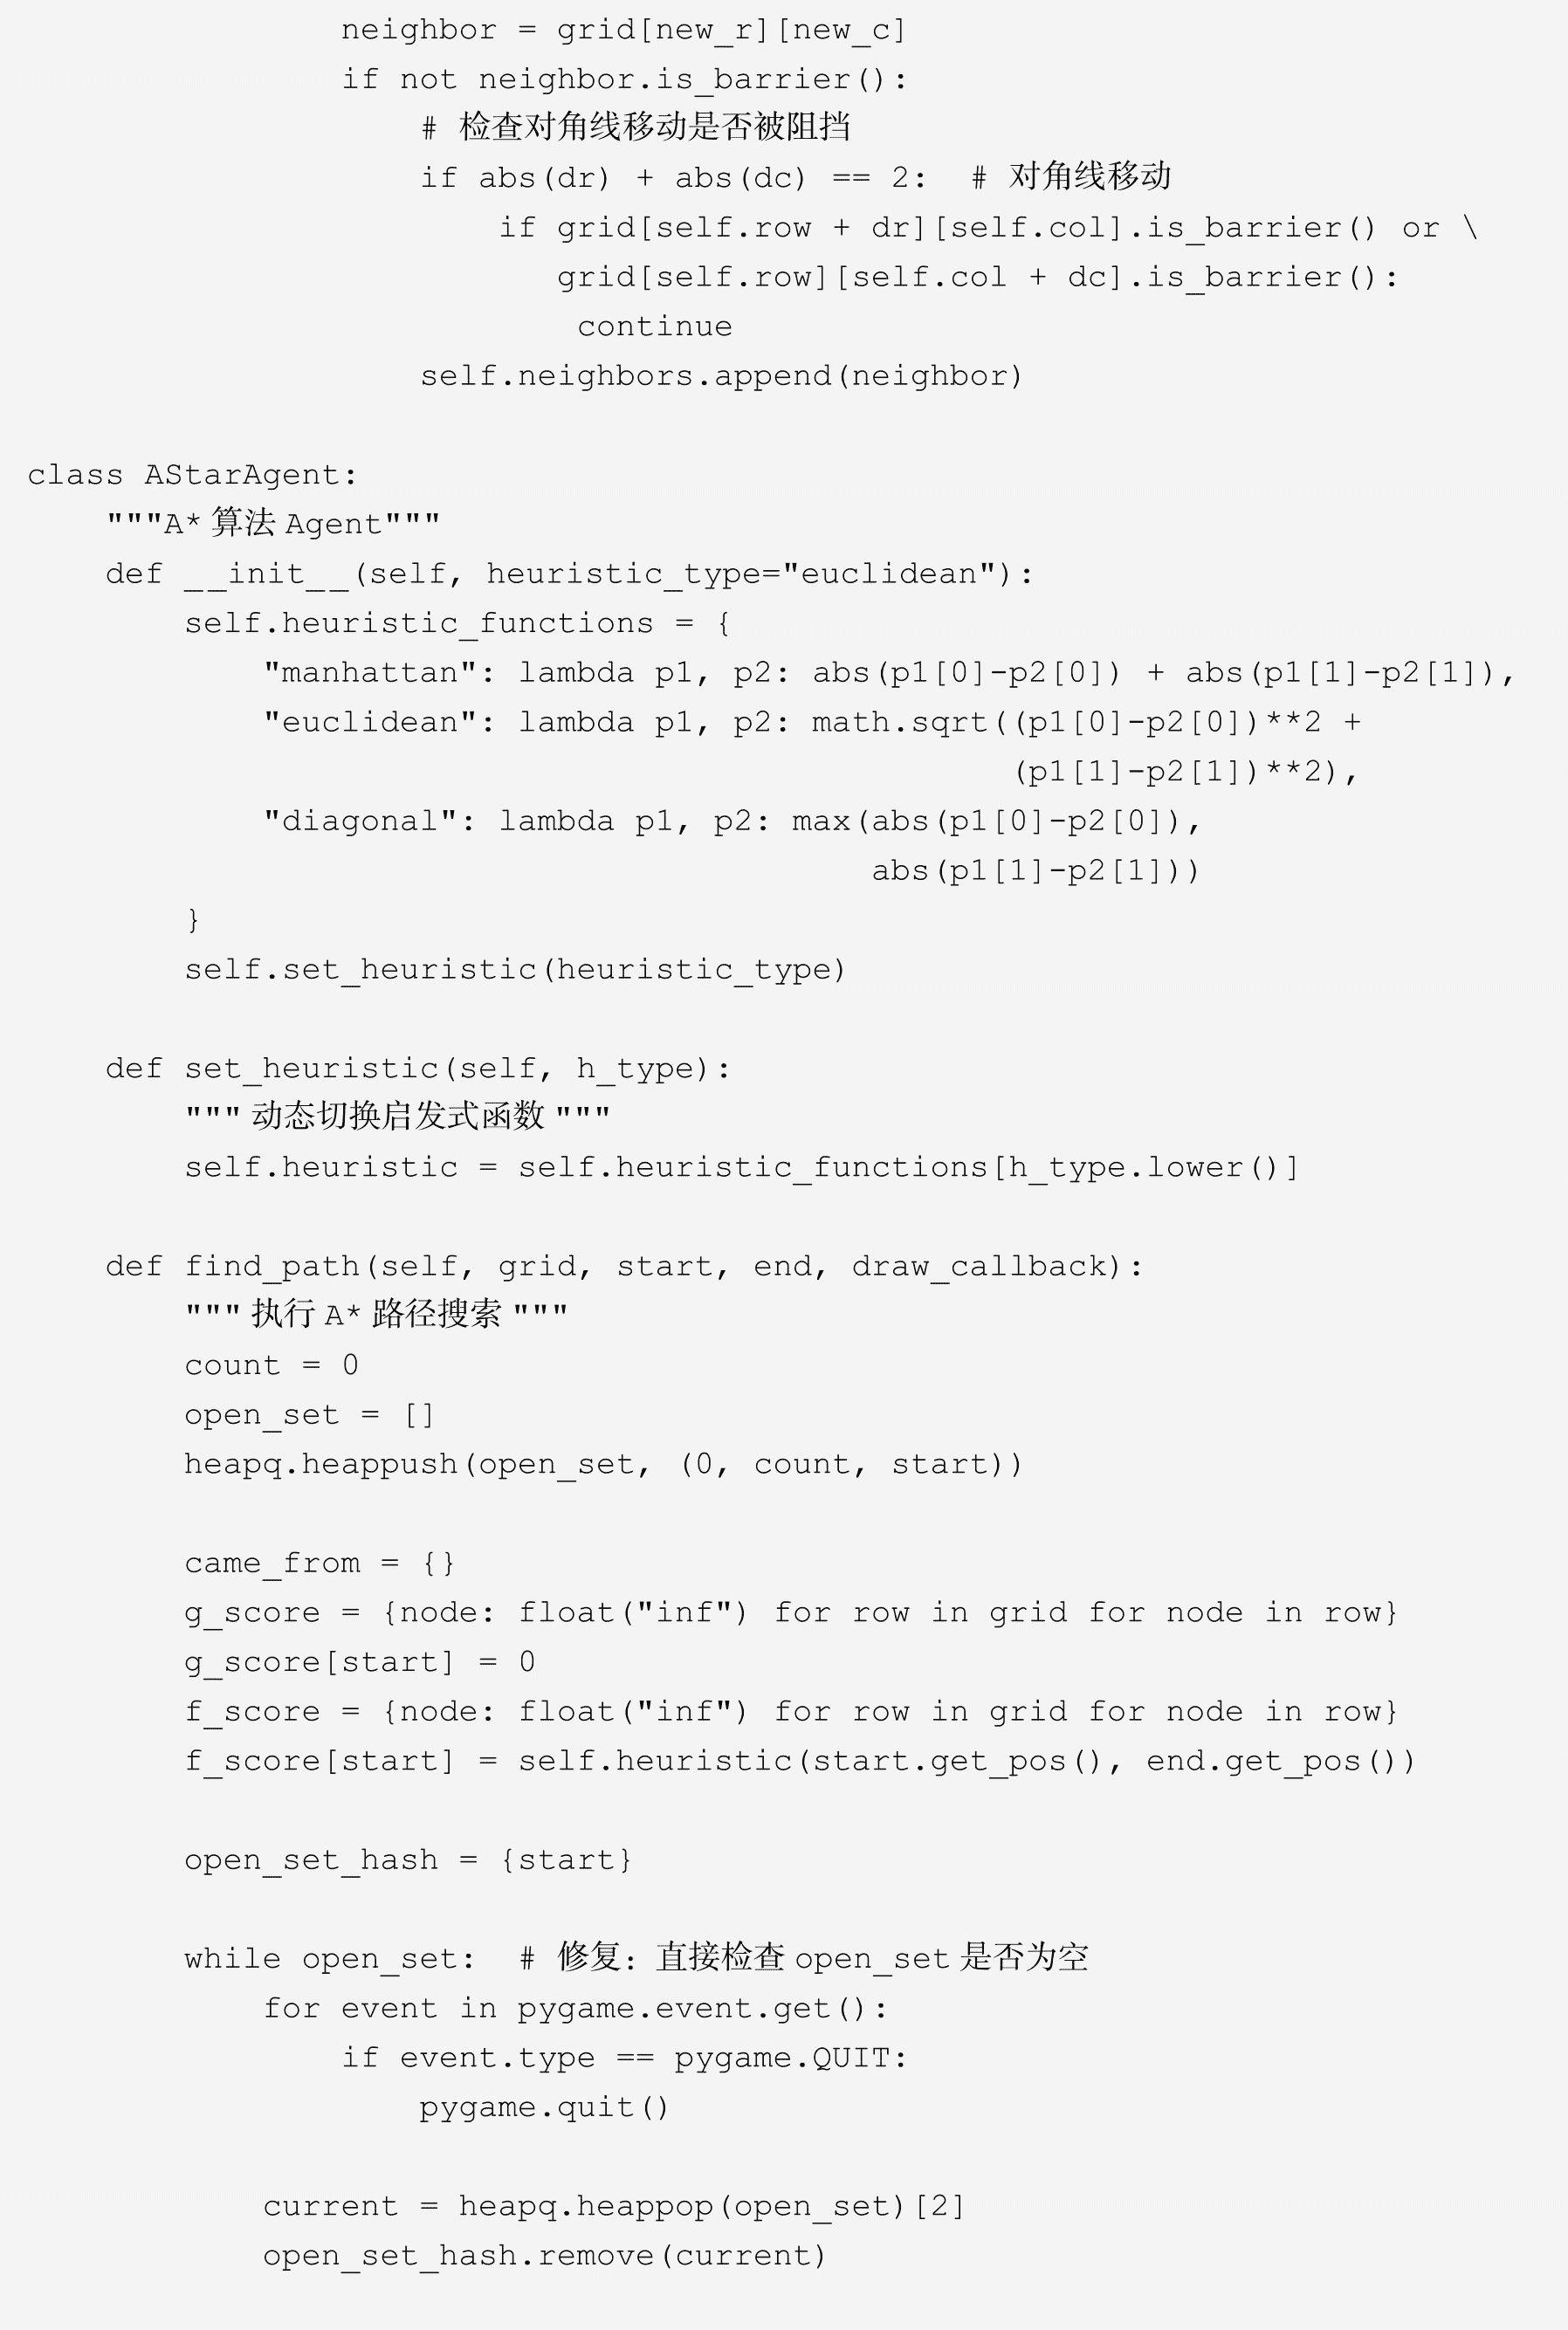 neighbor = grid[new_r][new_c]
                if not neighbor.is_barrier():
                    # 检查对角线移动是否被阻挡
                    if abs(dr) + abs(dc) == 2:  # 对角线移动
                        if grid[self.row + dr][self.col].is_barrier() or \
                           grid[self.row][self.col + dc].is_barrier():
                            continue
                    self.neighbors.append(neighbor)

class AStarAgent:
    """A* 算法 Agent"""
    def __init__(self, heuristic_type="euclidean"):
        self.heuristic_functions = {
            "manhattan": lambda p1, p2: abs(p1[0]-p2[0]) + abs(p1[1]-p2[1]),
            "euclidean": lambda p1, p2: math.sqrt((p1[0]-p2[0])**2 +
                                                  (p1[1]-p2[1])**2),
            "diagonal": lambda p1, p2: max(abs(p1[0]-p2[0]),
                                           abs(p1[1]-p2[1]))
        }
        self.set_heuristic(heuristic_type)

    def set_heuristic(self, h_type):
        """ 动态切换启发式函数 """
        self.heuristic = self.heuristic_functions[h_type.lower()]

    def find_path(self, grid, start, end, draw_callback):
        """ 执行 A* 路径搜索 """
        count = 0
        open_set = []
        heapq.heappush(open_set, (0, count, start))

        came_from = {}
        g_score = {node: float("inf") for row in grid for node in row}
        g_score[start] = 0
        f_score = {node: float("inf") for row in grid for node in row}
        f_score[start] = self.heuristic(start.get_pos(), end.get_pos())

        open_set_hash = {start}

        while open_set:  # 修复：直接检查 open_set 是否为空
            for event in pygame.event.get():
                if event.type == pygame.QUIT:
                    pygame.quit()

            current = heapq.heappop(open_set)[2]
            open_set_hash.remove(current)